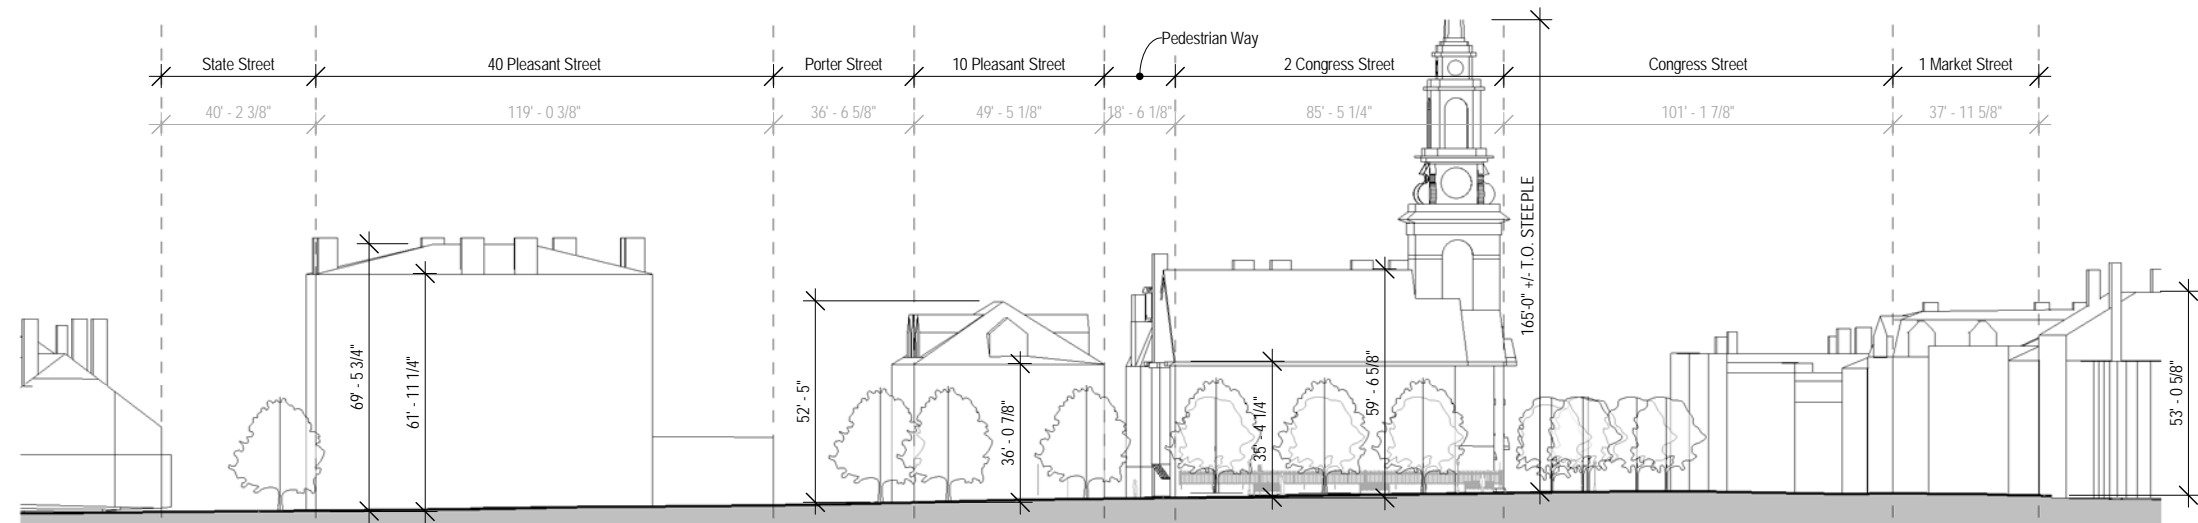 Pedestrian Way
State Street
40 Pleasant Street
Porter Street
10 Pleasant Street
2 Congress Street
Congress Street
1 Market Street
40' - 2 3/8"
119' - 0 3/8"
36' - 6 5/8"
49' - 5 1/8"
18' - 6 1/8"
85' - 5 1/4"
101' - 1 7/8"
37' - 11 5/8"
69' - 5 3/4"
61' - 11 1/4"
52' - 5"
36' - 0 7/8"
35' - 4 1/4"
59' - 6 5/8"
165'-0" +/- T.O. STEEPLE
53' - 0 5/8"